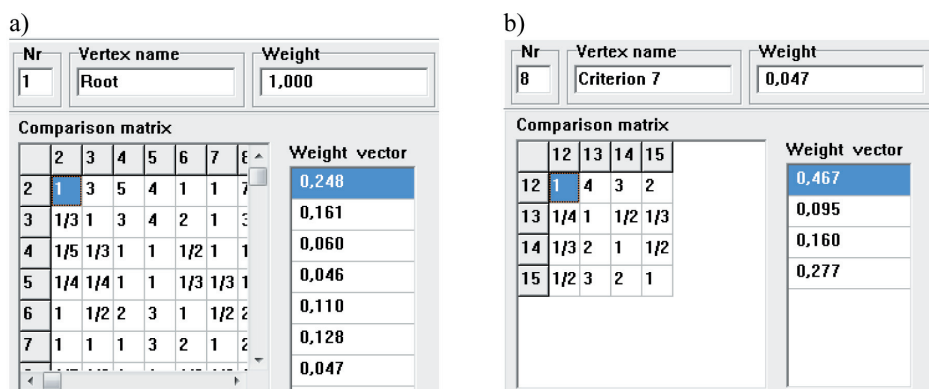 a)
Nr Vertex name Weight
1 Root 1,000
Comparison matrix
2 3 4 5 6 7
2 1 3 5 4 1 1
3 1/3 1 3 4 2 1
4 1/5 1/3 1 1 1/2 1
5 1/4 1/4 1 1 1/3 1/3
6 1 1/2 2 3 1 1/2
7 1 1 1 3 2 1
Weight vector
0,248
0,161
0,060
0,046
0,110
0,128
0,047
b)
Nr Vertex name Weight
8 Criterion 7 0,047
Comparison matrix
12 13 14 15
12 1 4 3 2
13 1/4 1 1/2 1/3
14 1/3 2 1 1/2
15 1/2 3 2 1
Weight vector
0,467
0,095
0,160
0,277